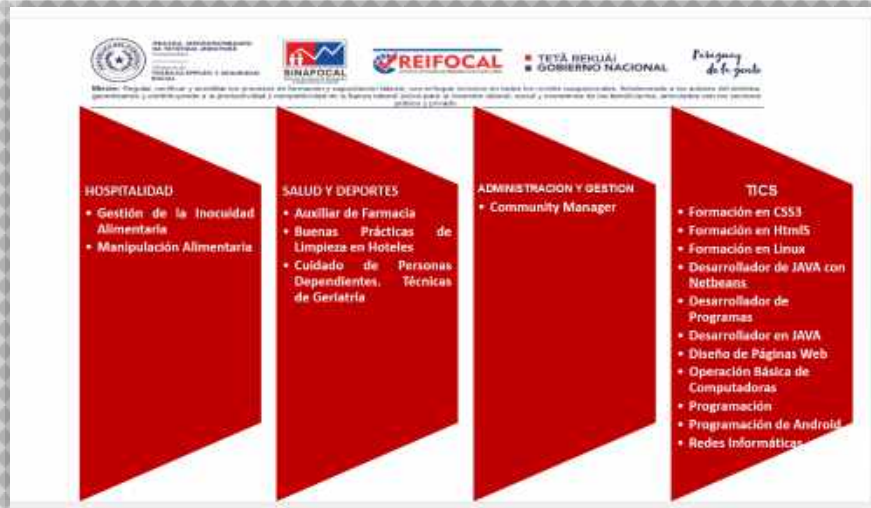 SINAFOCAL
REIFOCAL
TETÃ REKUÁI
GOBIERNO NACIONAL
Paraguay
de la gente
HOSPITALIDAD
• Gestión de la Inocuidad
Alimentaria
• Manipulación Alimentaria
SALUD Y DEPORTES
• Auxiliar de Farmacia
• Buenas Prácticas de
Limpieza en Hoteles
• Cuidado de Personas
Dependientes. Técnicas
de Geriatría
ADMINISTRACION Y GESTION
• Community Manager
TICS
• Formación en CSS3
• Formación en Html5
• Formación en Linux
• Desarrollador de JAVA con
Netbeans
• Desarrollador de
Programas
• Desarrollador en JAVA
• Diseño de Páginas Web
• Operación Básica de
Computadoras
• Programación
• Programación de Android
• Redes Informáticas